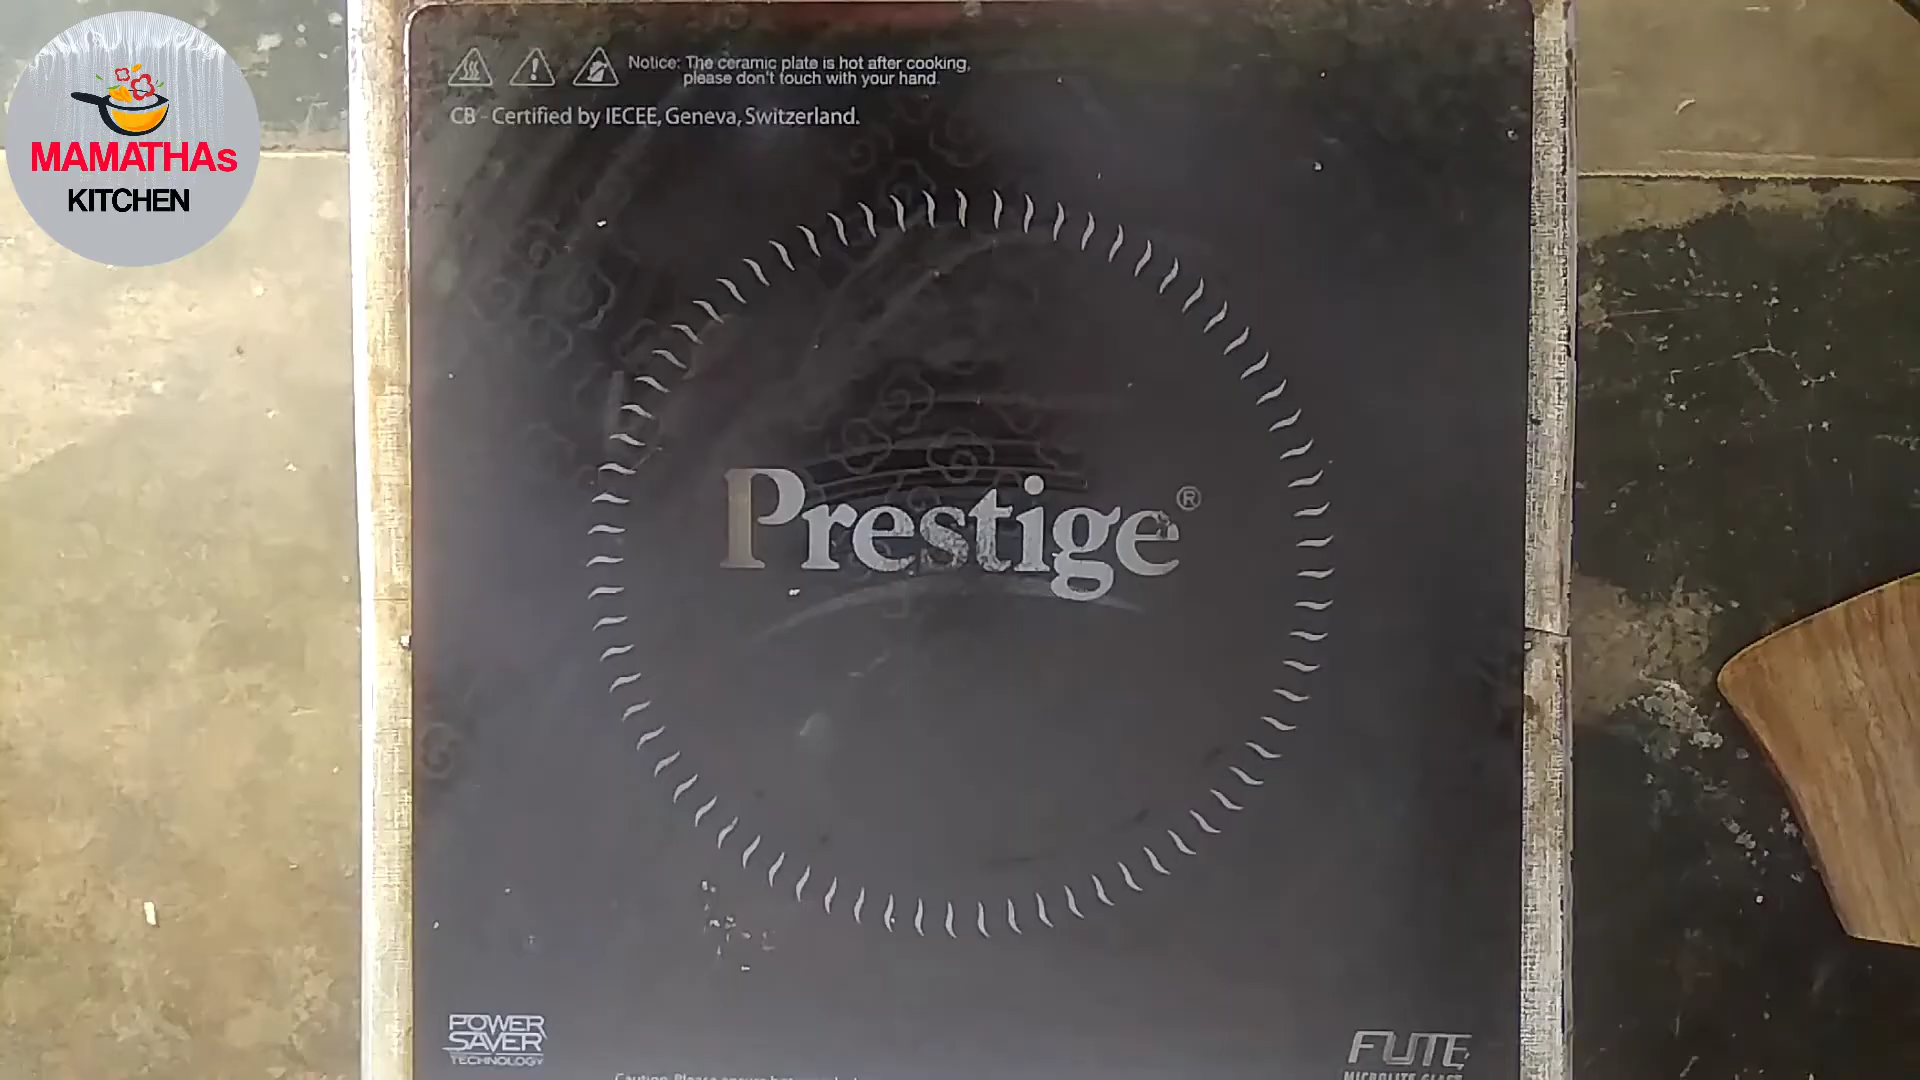 MAMATHAs
KITCHEN
Notice: The ceramic plate is hot after cooking,
please don't touch with your hand.
CB - Certified by IECEE, Geneva, Switzerland.
Prestige®
POWER
SAVER
TECHNOLOGY